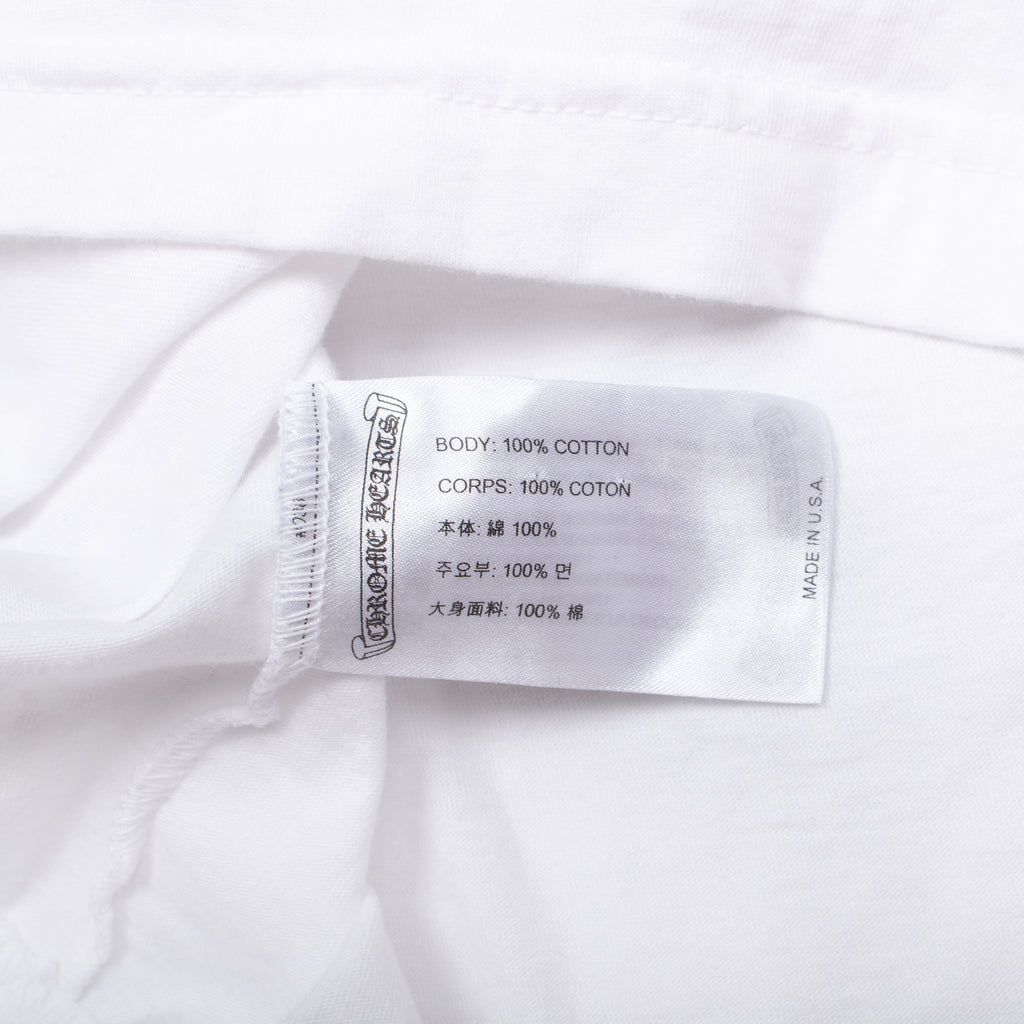 CHROME HEARTS
BODY: 100% COTTON
CORPS: 100% COTON
本体: 綿 100%
주요부: 100% 면
大身面料: 100% 棉
MADE IN U.S.A.